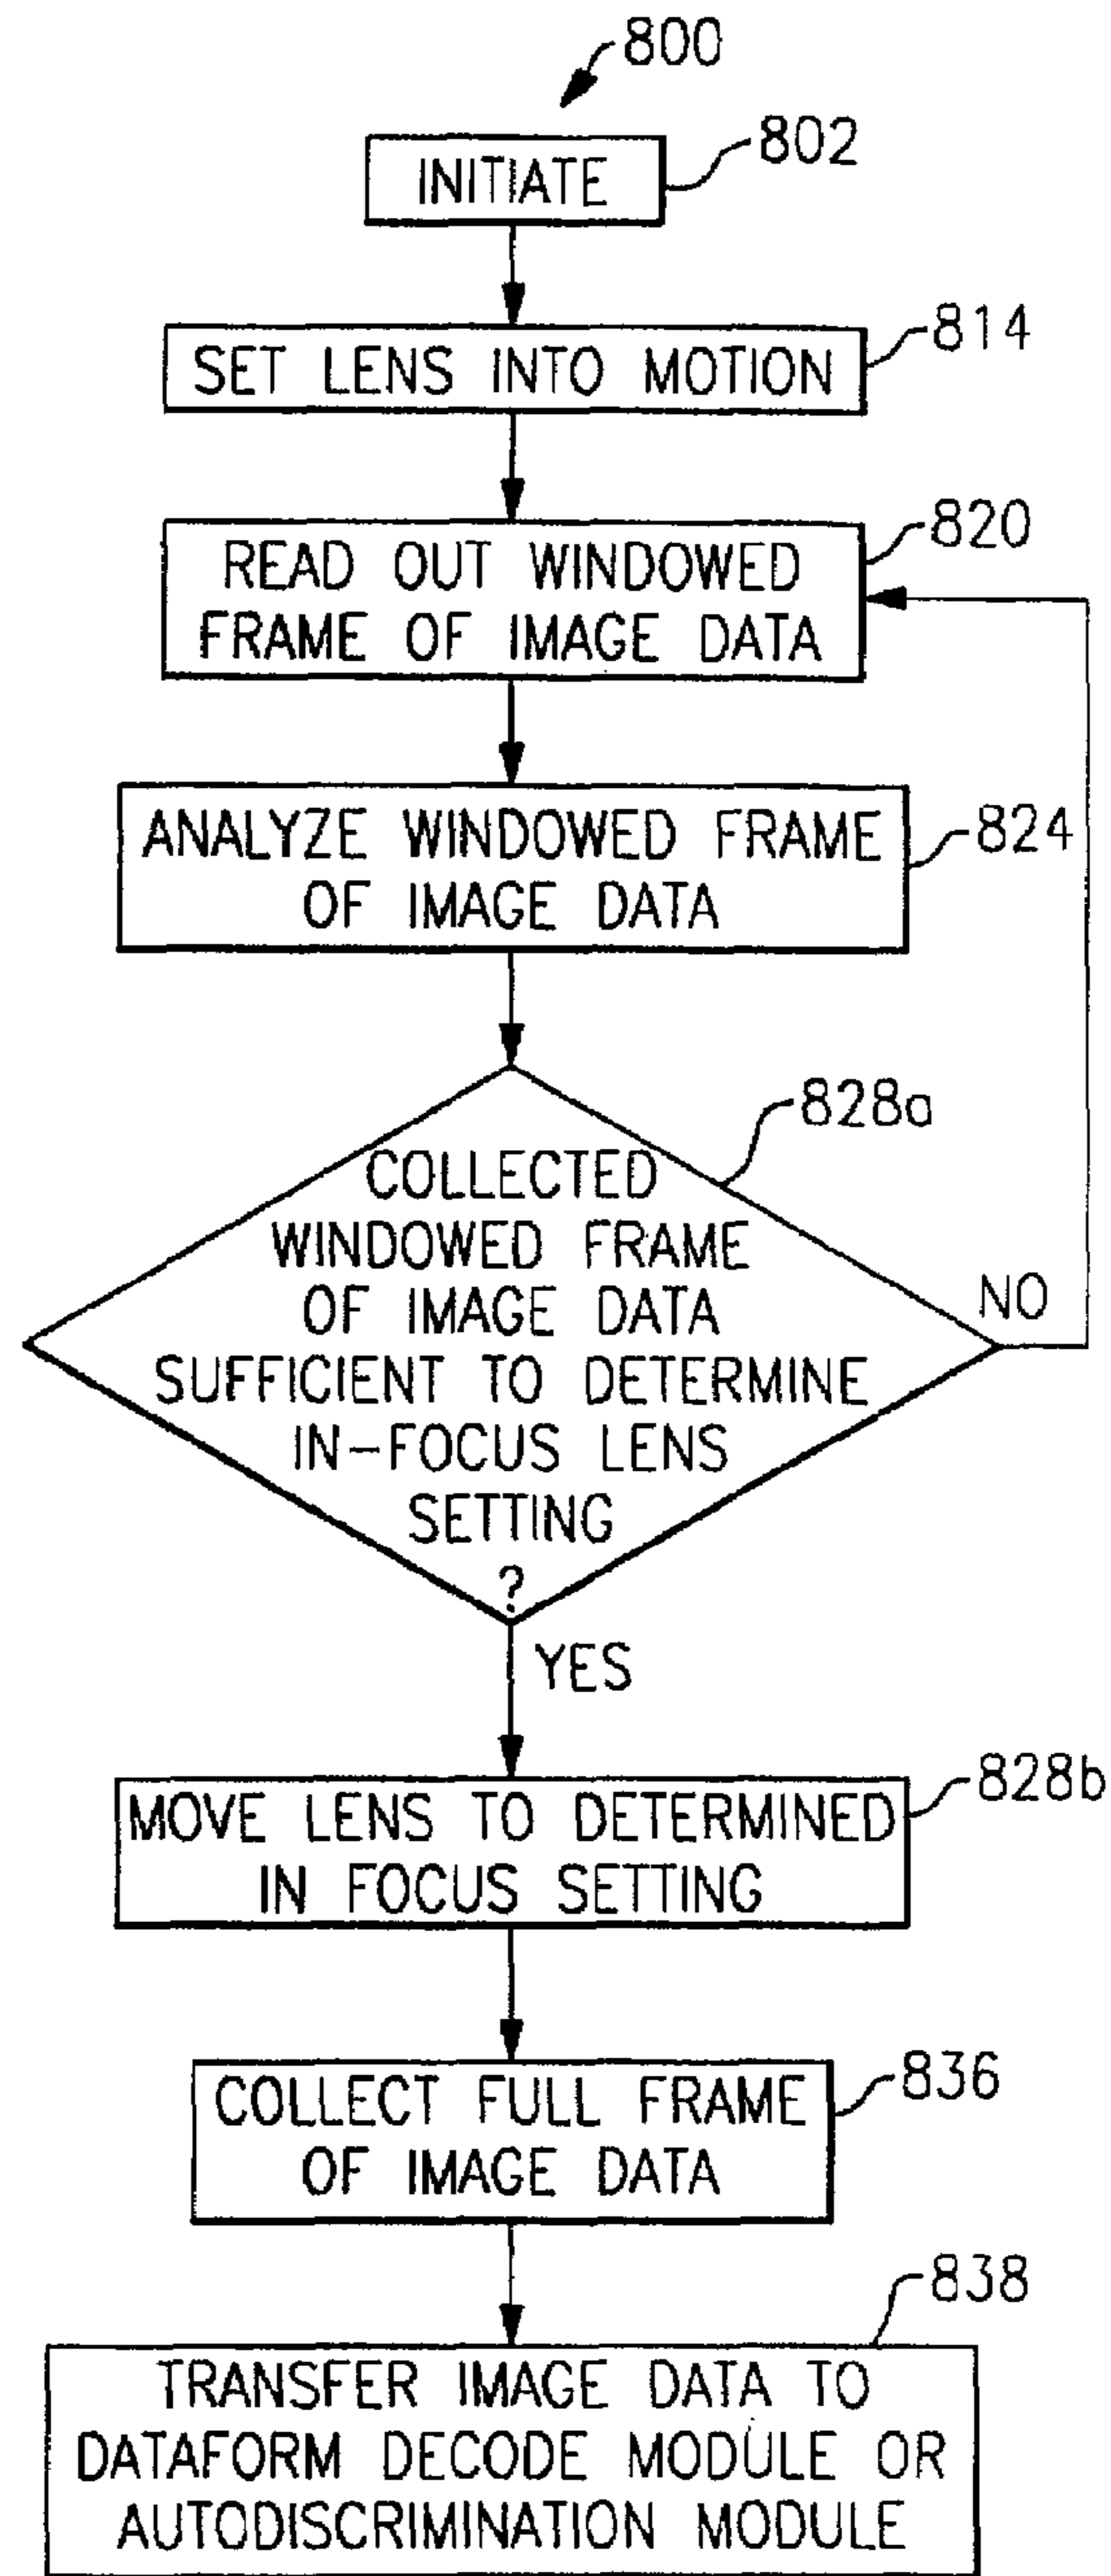 800
802
INITIATE
814
SET LENS INTO MOTION
820
READ OUT WINDOWED
FRAME OF IMAGE DATA
824
ANALYZE WINDOWED FRAME
OF IMAGE DATA
828a
COLLECTED
WINDOWED FRAME
OF IMAGE DATA
SUFFICIENT TO DETERMINE
IN-FOCUS LENS
SETTING
?
NO
YES
828b
MOVE LENS TO DETERMINED
IN FOCUS SETTING
836
COLLECT FULL FRAME
OF IMAGE DATA
838
TRANSFER IMAGE DATA TO
DATAFORM DECODE MODULE OR
AUTODISCRIMINATION MODULE